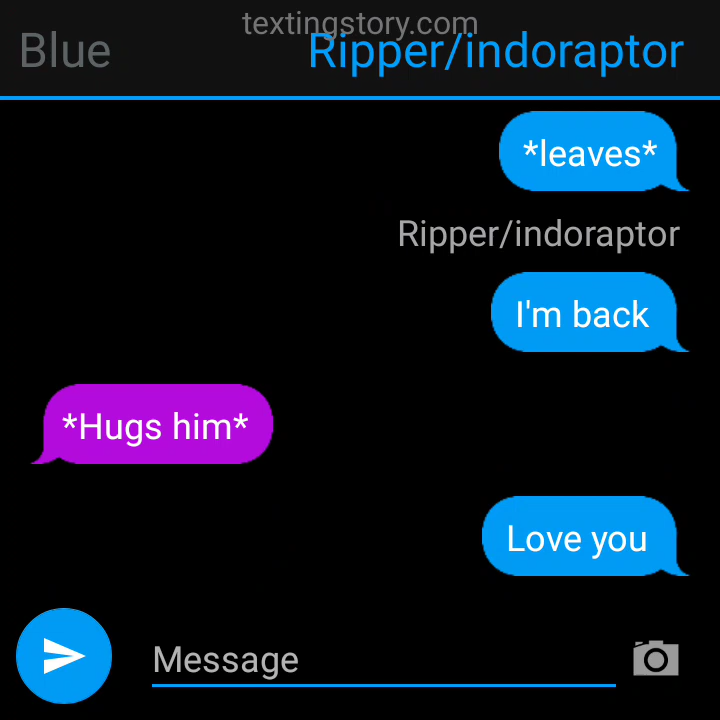 textingstory.com
Blue Ripper/indoraptor
*leaves*
Ripper/indoraptor
I'm back
*Hugs him*
Love you
Message